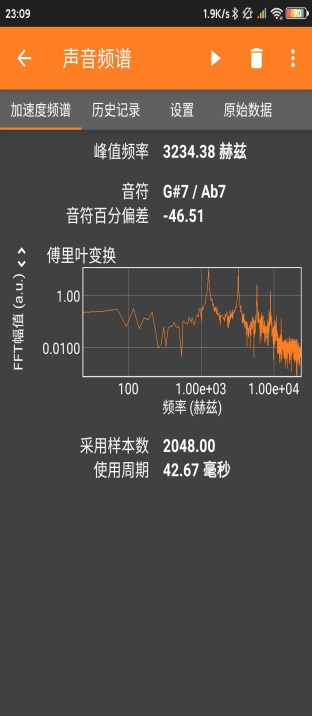 23:09 1.9K/s
声音频谱
加速度频谱 历史记录 设置 原始数据
峰值频率 3234.38 赫兹
音符 G#7 / Ab7
音符百分偏差 -46.51
傅里叶变换
FFT幅值 (a.u.)
1.00
0.0100
100 1.00e+03 1.00e+04
频率 (赫兹)
采用样本数 2048.00
使用周期 42.67 毫秒